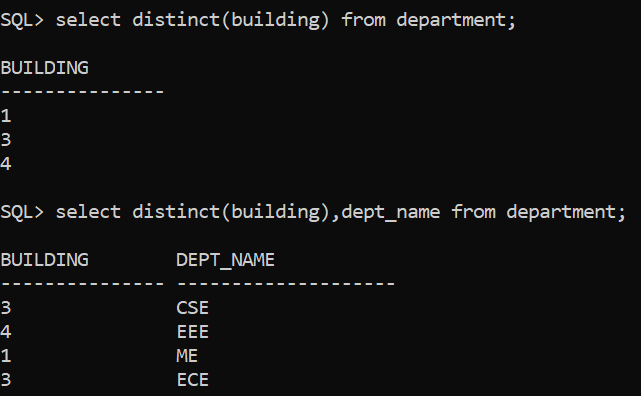 SQL> select distinct(building) from department;
BUILDING
---------------
1
3
4
SQL> select distinct(building),dept_name from department;
BUILDING        DEPT_NAME
--------------- --------------------
3               CSE
4               EEE
1               ME
3               ECE